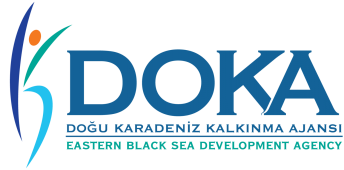 DOKA
DOĞU KARADENİZ KALKINMA AJANSI
EASTERN BLACK SEA DEVELOPMENT AGENCY